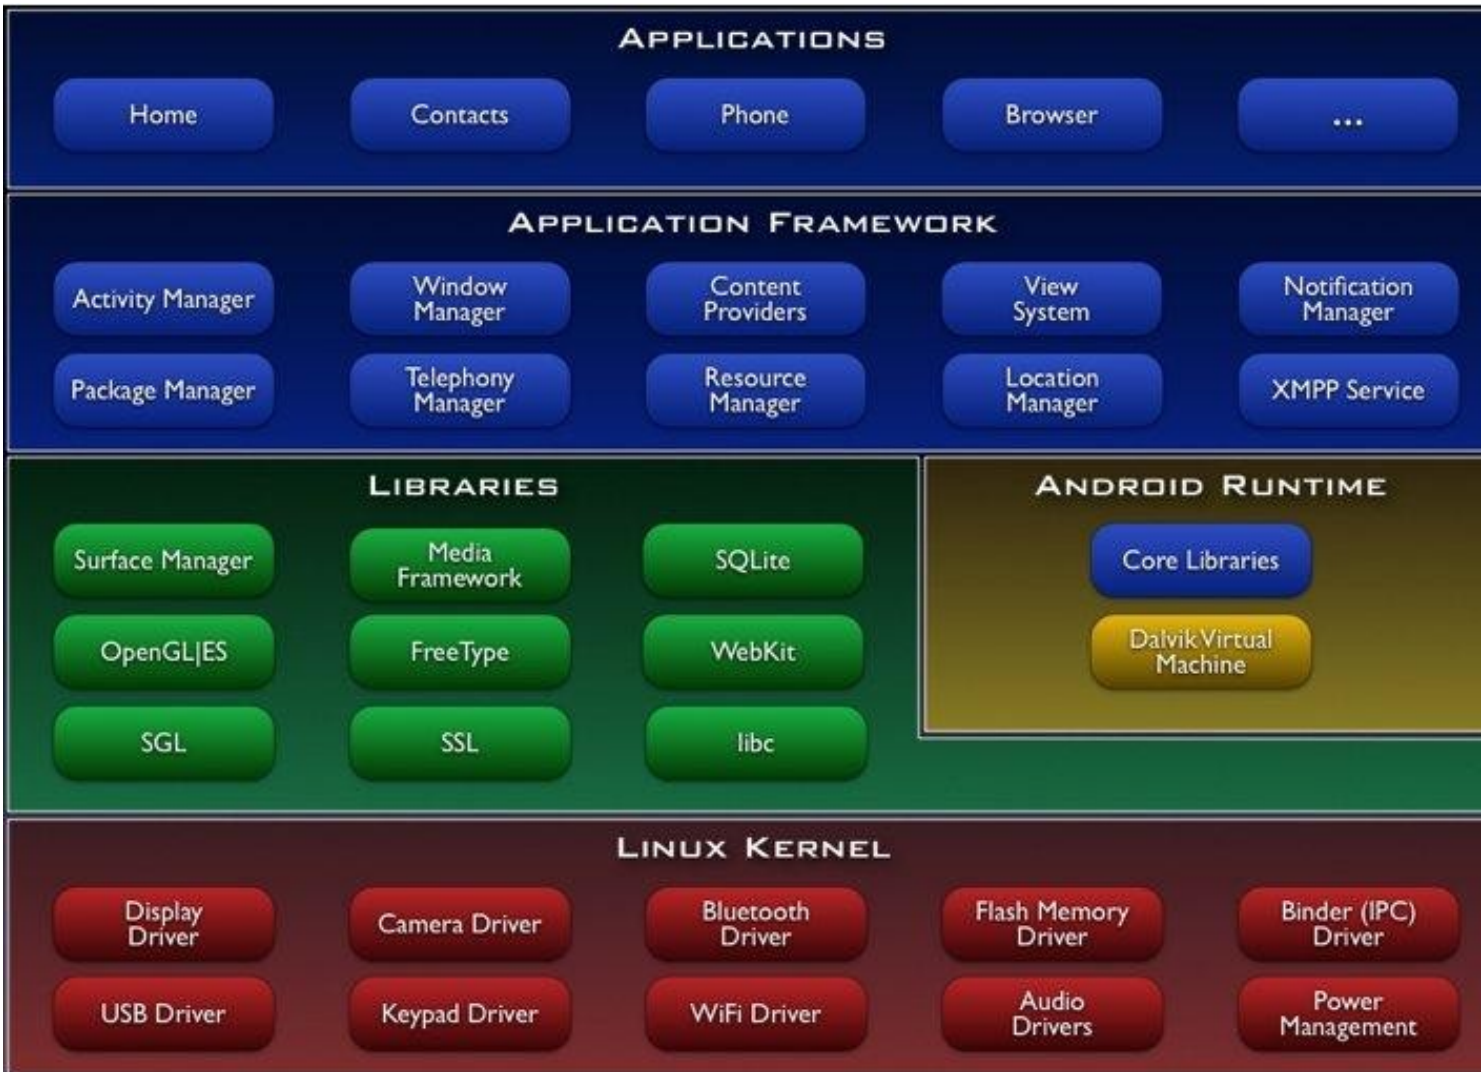 APPLICATIONS
Home
Contacts
Phone
Browser
...
APPLICATION FRAMEWORK
Activity Manager
Window
Manager
Content
Providers
View
System
Notification
Manager
Package Manager
Telephony
Manager
Resource
Manager
Location
Manager
XMPP Service
LIBRARIES
Surface Manager
Media
Framework
SQLite
OpenGL|ES
FreeType
WebKit
SGL
SSL
libc
ANDROID RUNTIME
Core Libraries
Dalvik Virtual
Machine
LINUX KERNEL
Display
Driver
Camera Driver
Bluetooth
Driver
Flash Memory
Driver
Binder (IPC)
Driver
USB Driver
Keypad Driver
WiFi Driver
Audio
Drivers
Power
Management